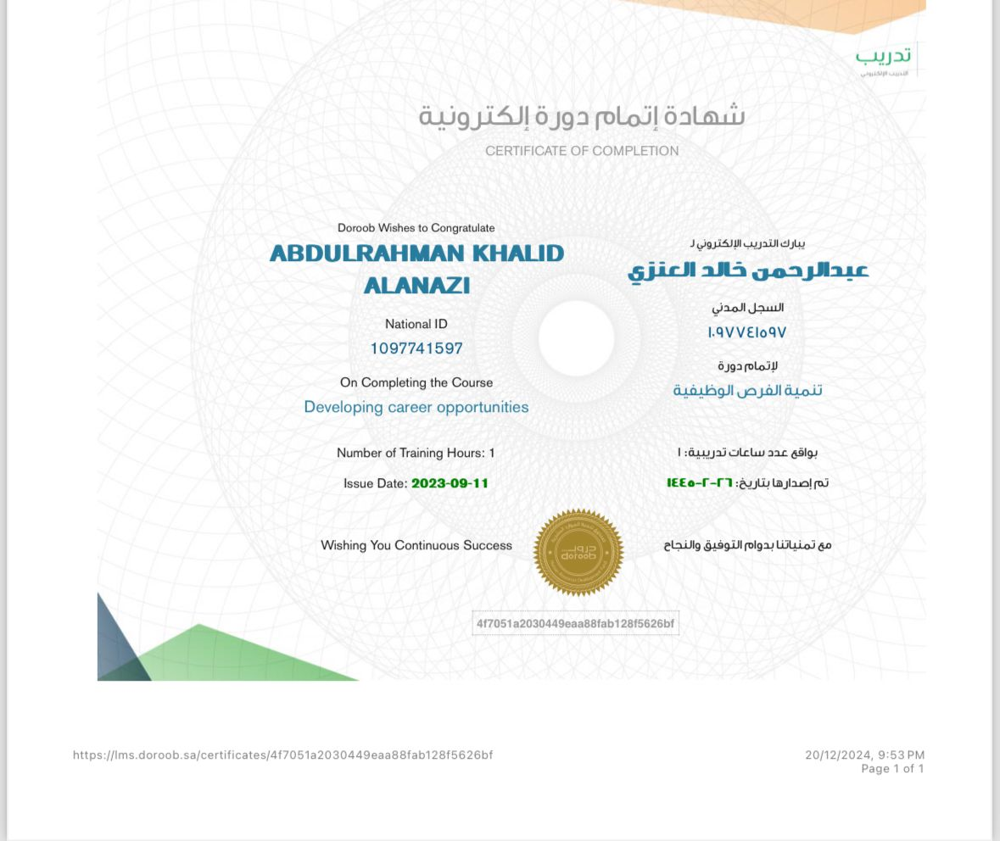 تدريب
التدريب الإلكتروني
شهادة إتمام دورة إلكترونية
CERTIFICATE OF COMPLETION
Doroob Wishes to Congratulate
ABDULRAHMAN KHALID
ALANAZI
National ID
1097741597
On Completing the Course
Developing career opportunities
Number of Training Hours: 1
Issue Date: 2023-09-11
Wishing You Continuous Success
يبارك التدريب الإلكتروني لـ
عبدالرحمن خالد العنزي
السجل المدني
١٠٩٧٧٤١٥٩٧
لإتمام دورة
تنمية الفرص الوظيفية
بواقع عدد ساعات تدريبية: ١
تم إصدارها بتاريخ: ٢٦-٢-١٤٤٥
مع تمنياتنا بدوام التوفيق والنجاح
دروب
doroob
4f7051a2030449eaa88fab128f5626bf
https://lms.doroob.sa/certificates/4f7051a2030449eaa88fab128f5626bf
20/12/2024, 9:53 PM
Page 1 of 1